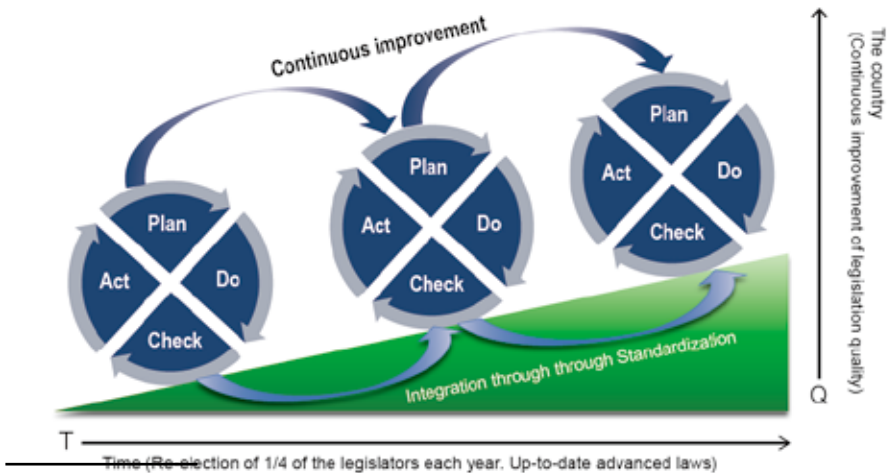 Continuous improvement
Plan
Do
Check
Act
Plan
Do
Check
Act
Plan
Do
Check
Act
Integration through through Standardization
The country
(Continuous improvement of legislation quality)
Q
T
Time (Re-election of 1/4 of the legislators each year. Up-to-date advanced laws)